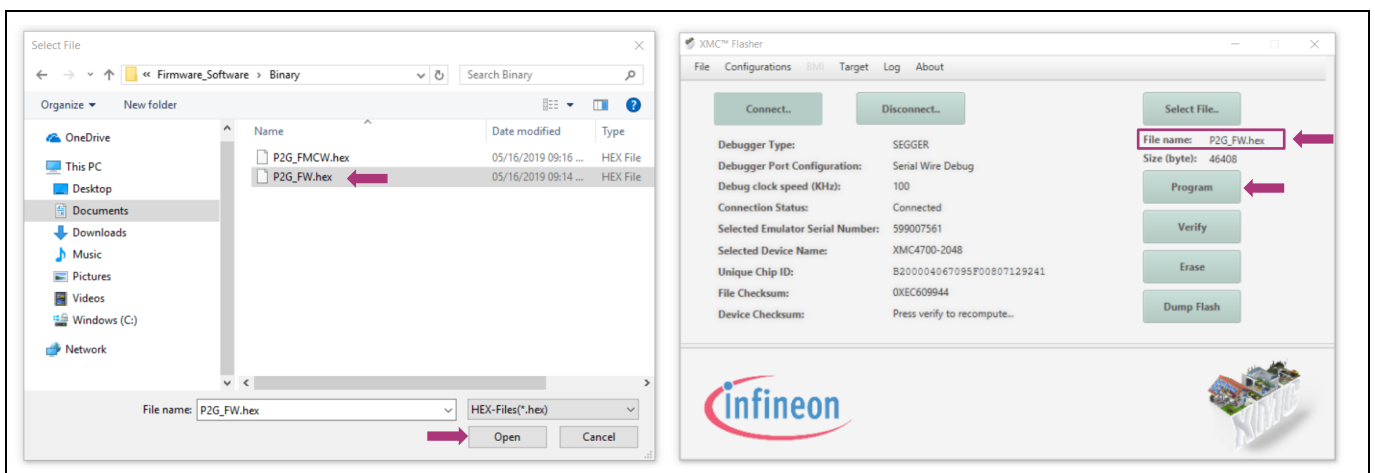 Select File
« Firmware_Software > Binary
Search Binary
Organize
New folder
OneDrive
This PC
Desktop
Documents
Downloads
Music
Pictures
Videos
Windows (C:)
Network
Name Date modified Type
P2G_FMCW.hex 05/16/2019 09:16 ... HEX File
P2G_FW.hex 05/16/2019 09:14 ... HEX File
File name: P2G_FW.hex HEX-Files(*.hex)
Open Cancel
XMC™ Flasher
File Configurations BMI Target Log About
Connect.. Disconnect.. Select File..
Debugger Type: SEGGER
Debugger Port Configuration: Serial Wire Debug
Debug clock speed (KHz): 100
Connection Status: Connected
Selected Emulator Serial Number: 599007561
Selected Device Name: XMC4700-2048
Unique Chip ID: B200004067095F00807129241
File Checksum: 0XEC609944
Device Checksum: Press verify to recompute...
File name: P2G_FW.hex
Size (byte): 46408
Program
Verify
Erase
Dump Flash
infineon
XMC